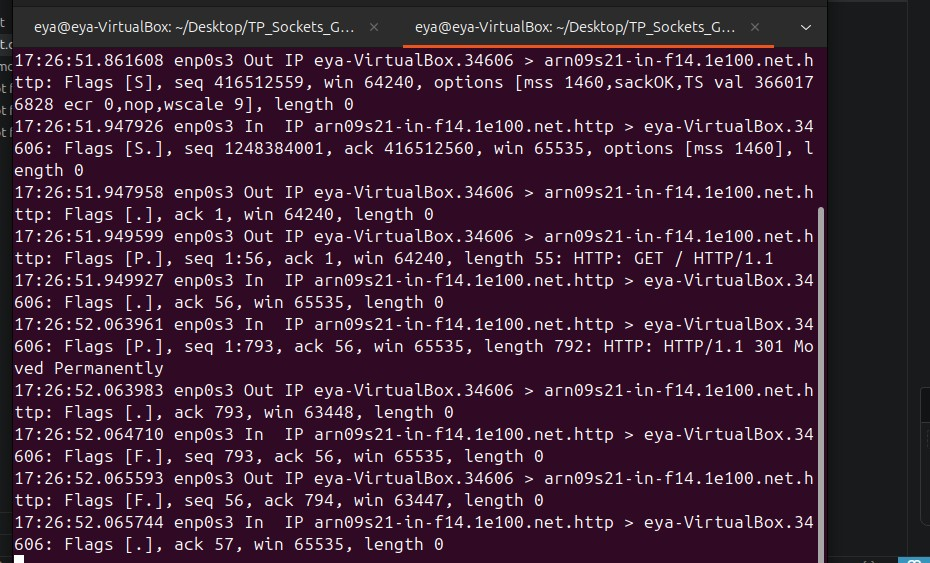 eya@eya-VirtualBox: ~/Desktop/TP_Sockets_G... × eya@eya-VirtualBox: ~/Desktop/TP_Sockets_G... ×
17:26:51.861608 enp0s3 Out IP eya-VirtualBox.34606 > arn09s21-in-f14.1e100.net.h
ttp: Flags [S], seq 416512559, win 64240, options [mss 1460,sackOK,TS val 366017
6828 ecr 0,nop,wscale 9], length 0
17:26:51.947926 enp0s3 In  IP arn09s21-in-f14.1e100.net.http > eya-VirtualBox.34
606: Flags [S.], seq 1248384001, ack 416512560, win 65535, options [mss 1460], l
ength 0
17:26:51.947958 enp0s3 Out IP eya-VirtualBox.34606 > arn09s21-in-f14.1e100.net.h
ttp: Flags [.], ack 1, win 64240, length 0
17:26:51.949599 enp0s3 Out IP eya-VirtualBox.34606 > arn09s21-in-f14.1e100.net.h
ttp: Flags [P.], seq 1:56, ack 1, win 64240, length 55: HTTP: GET / HTTP/1.1
17:26:51.949927 enp0s3 In  IP arn09s21-in-f14.1e100.net.http > eya-VirtualBox.34
606: Flags [.], ack 56, win 65535, length 0
17:26:52.063961 enp0s3 In  IP arn09s21-in-f14.1e100.net.http > eya-VirtualBox.34
606: Flags [P.], seq 1:793, ack 56, win 65535, length 792: HTTP: HTTP/1.1 301 Mo
ved Permanently
17:26:52.063983 enp0s3 Out IP eya-VirtualBox.34606 > arn09s21-in-f14.1e100.net.h
ttp: Flags [.], ack 793, win 63448, length 0
17:26:52.064710 enp0s3 In  IP arn09s21-in-f14.1e100.net.http > eya-VirtualBox.34
606: Flags [F.], seq 793, ack 56, win 65535, length 0
17:26:52.065593 enp0s3 Out IP eya-VirtualBox.34606 > arn09s21-in-f14.1e100.net.h
ttp: Flags [F.], seq 56, ack 794, win 63447, length 0
17:26:52.065744 enp0s3 In  IP arn09s21-in-f14.1e100.net.http > eya-VirtualBox.34
606: Flags [.], ack 57, win 65535, length 0